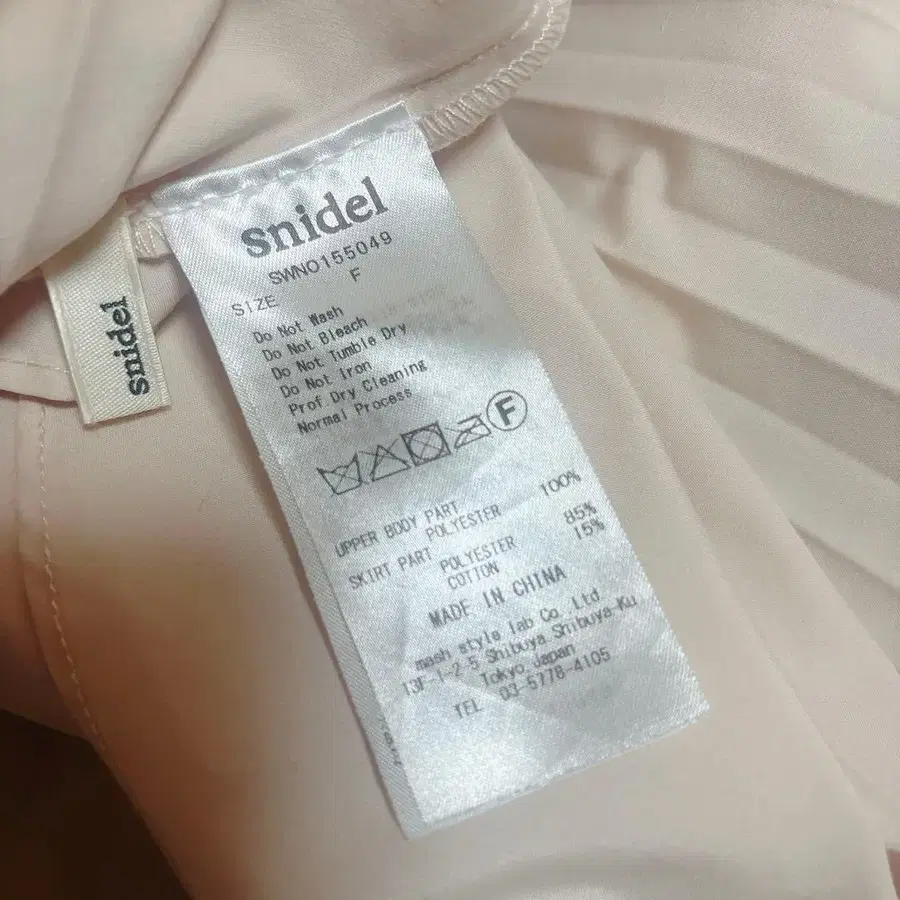 snidel
SWNO155049
SIZE F
Do Not Wash
Do Not Bleach
Do Not Tumble Dry
Do Not Iron
Prof Dry Cleaning
Normal Process
F
UPPER BODY PART
POLYESTER 100%
SKIRT PART
POLYESTER 85%
COTTON 15%
MADE IN CHINA
mash style lab Co. Ltd
13F-1-2-5 Shibuya Shibuya-Ku
Tokyo Japan
TEL 03-5778-4105
snidel